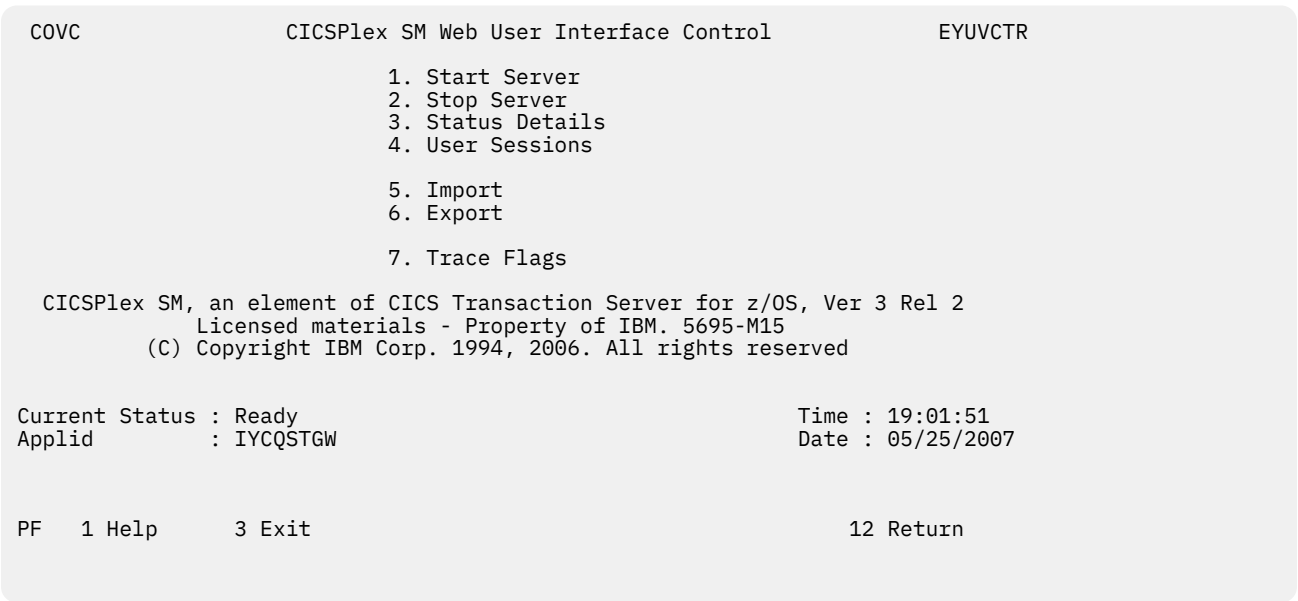 COVC CICSPlex SM Web User Interface Control EYUVCTR
1. Start Server
2. Stop Server
3. Status Details
4. User Sessions
5. Import
6. Export
7. Trace Flags
CICSPlex SM, an element of CICS Transaction Server for z/OS, Ver 3 Rel 2
Licensed materials - Property of IBM. 5695-M15
(C) Copyright IBM Corp. 1994, 2006. All rights reserved
Current Status : Ready Time : 19:01:51
Applid : IYCQSTGW Date : 05/25/2007
PF 1 Help 3 Exit 12 Return